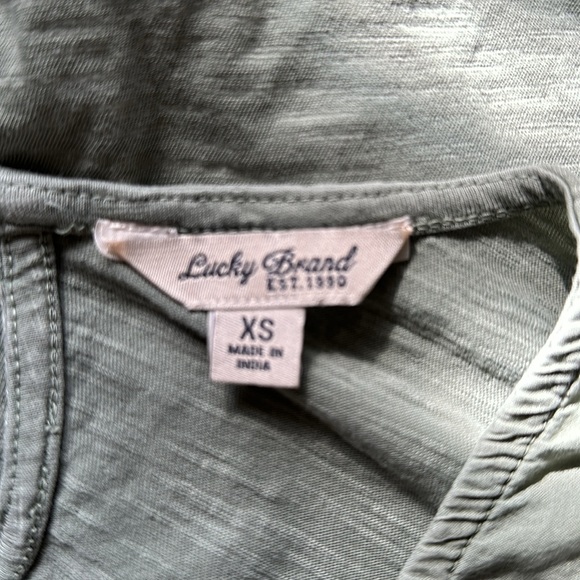 Lucky Brand
EST.1990
XS
MADE IN
INDIA